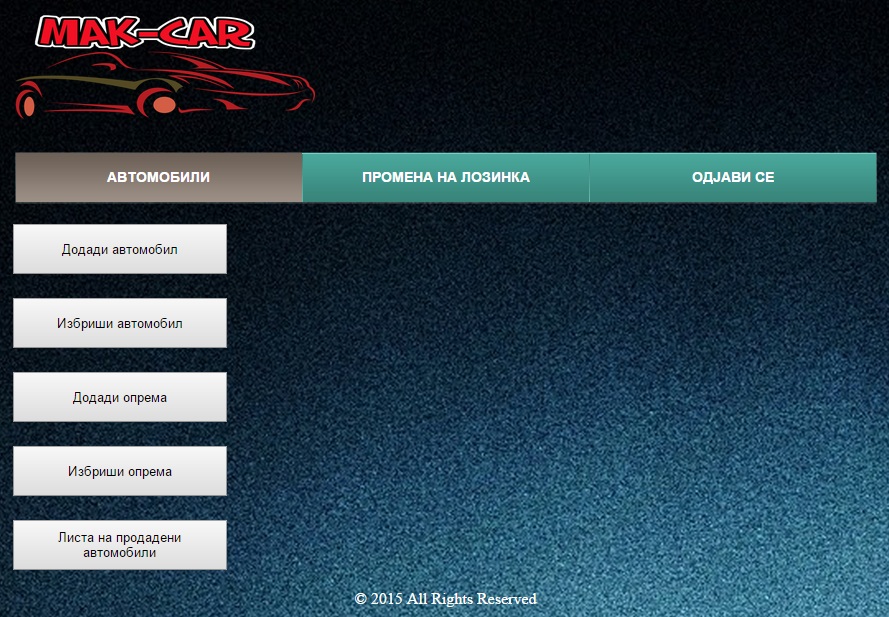 MAK-CAR
АВТОМОБИЛИ
ПРОМЕНА НА ЛОЗИНКА
ОДЈАВИ СЕ
Додади автомобил
Избриши автомобил
Додади опрема
Избриши опрема
Листа на продадени
автомобили
© 2015 All Rights Reserved